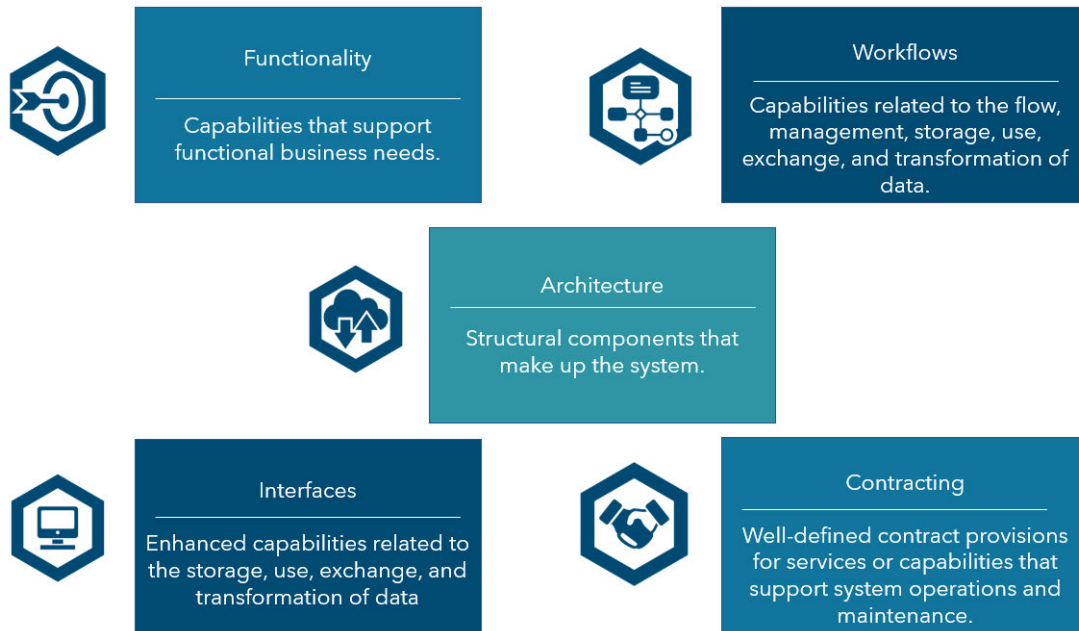 Functionality
Capabilities that support
functional business needs.
Workflows
Capabilities related to the flow,
management, storage, use,
exchange, and transformation of
data.
Architecture
Structural components that
make up the system.
Interfaces
Enhanced capabilities related to
the storage, use, exchange, and
transformation of data
Contracting
Well-defined contract provisions
for services or capabilities that
support system operations and
maintenance.